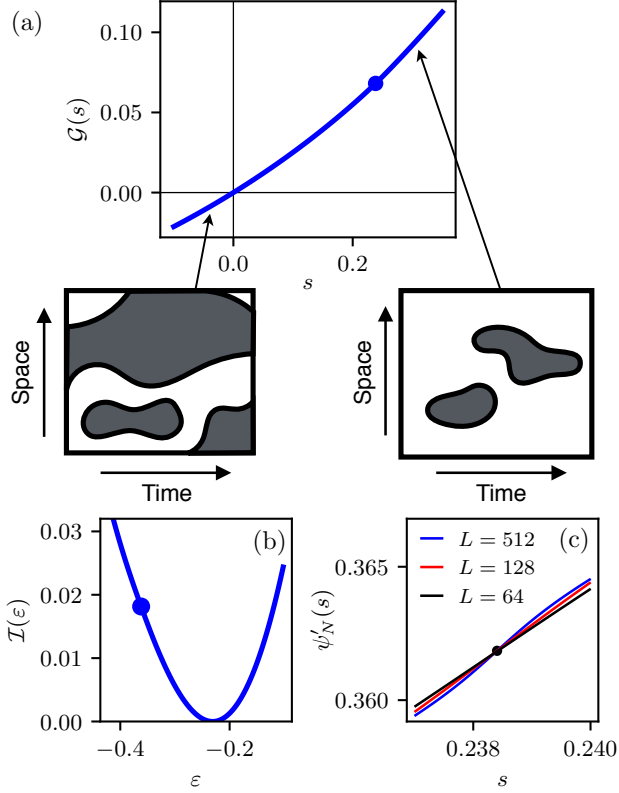 (a)
0.10
0.05
0.00
𝒢(s)
0.0 0.2
s
Space
Time
Space
Time
(b)
0.03
0.02
0.01
0.00
ℐ(ε)
−0.4 −0.2
ε
(c)
L = 512
L = 128
L = 64
0.365
0.360
ψ′_N(s)
0.238 0.240
s